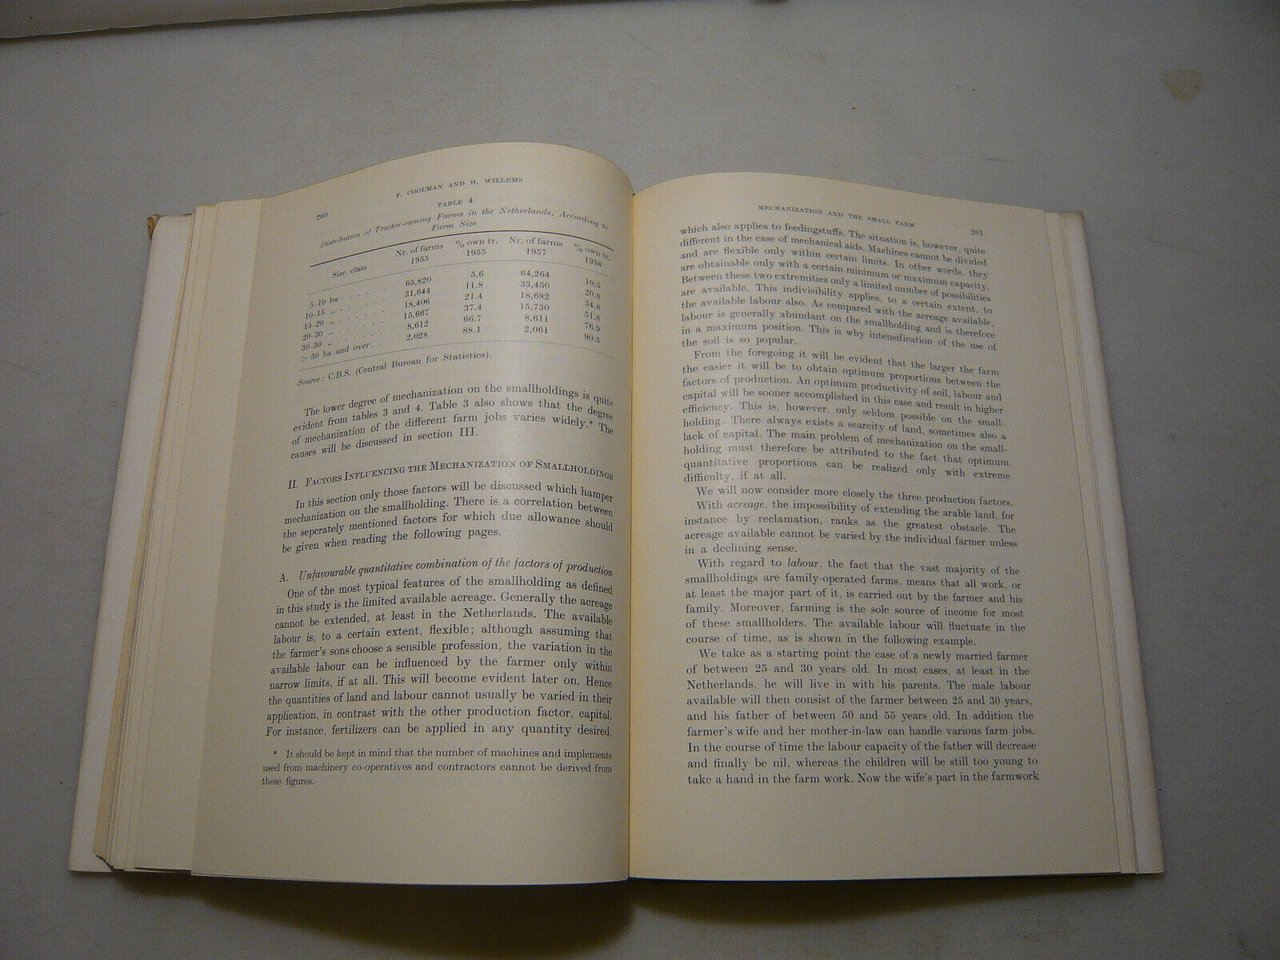 260
F. COOLMAN AND H. WILLEMS
TABLE 4
Distribution of Tractor-owning Farms in the Netherlands, According to
Farm Size
Size class Nr. of farms 1955 % own tr. 1955 Nr. of farms 1957 % own tr. 1958
5-10 ha . . . . . . 65,820 5.6 64,264 10.5
10-15 „ . . . . . . 31,644 11.8 33,450 20.8
15-20 „ . . . . . . 18,406 21.4 18,682 34.8
20-30 „ . . . . . . 15,667 37.4 15,730 51.8
30-50 „ . . . . . . 8,612 66.7 8,611 76.9
> 50 ha and over . . 2,028 88.1 2,061 90.5
Source: C.B.S. (Central Bureau for Statistics).
The lower degree of mechanization on the smallholdings is quite
evident from tables 3 and 4. Table 3 also shows that the degree
of mechanization of the different farm jobs varies widely.* The
causes will be discussed in section III.
II. FACTORS INFLUENCING THE MECHANIZATION OF SMALLHOLDINGS
In this section only those factors will be discussed which hamper
mechanization on the smallholding. There is a correlation between
the seperately mentioned factors for which due allowance should
be given when reading the following pages.
A. Unfavourable quantitative combination of the factors of production
One of the most typical features of the smallholding as defined
in this study is the limited available acreage. Generally the acreage
cannot be extended, at least in the Netherlands. The available
labour is, to a certain extent, flexible; although assuming that
the farmer's sons choose a sensible profession, the variation in the
available labour can be influenced by the farmer only within
narrow limits, if at all. This will become evident later on. Hence
the quantities of land and labour cannot usually be varied in their
application, in contrast with the other production factor, capital.
For instance, fertilizers can be applied in any quantity desired,
* It should be kept in mind that the number of machines and implements
used from machinery co-operatives and contractors cannot be derived from
these figures.
MECHANIZATION AND THE SMALL FARM
261
which also applies to feedingstuffs. The situation is, however, quite
different in the case of mechanical aids. Machines cannot be divided
and are flexible only within certain limits. In other words, they
are obtainable only with a certain minimum or maximum capacity.
Between these two extremities only a limited number of possibilities
are available. This indivisibility applies, to a certain extent, to
the available labour also. As compared with the acreage available,
labour is generally abundant on the smallholding and is therefore
in a maximum position. This is why intensification of the use of
the soil is so popular.
From the foregoing it will be evident that the larger the farm
the easier it will be to obtain optimum proportions between the
factors of production. An optimum productivity of soil, labour and
capital will be sooner accomplished in this case and result in higher
efficiency. This is, however, only seldom possible on the small-
holding. There always exists a scarcity of land, sometimes also a
lack of capital. The main problem of mechanization on the small-
holding must therefore be attributed to the fact that optimum
quantitative proportions can be realized only with extreme
difficulty, if at all.
We will now consider more closely the three production factors.
With acreage, the impossibility of extending the arable land, for
instance by reclamation, ranks as the greatest obstacle. The
acreage available cannot be varied by the individual farmer unless
in a declining sense.
With regard to labour, the fact that the vast majority of the
smallholdings are family-operated farms, means that all work, or
at least the major part of it, is carried out by the farmer and his
family. Moreover, farming is the sole source of income for most
of these smallholders. The available labour will fluctuate in the
course of time, as is shown in the following example.
We take as a starting point the case of a newly married farmer
of between 25 and 30 years old. In most cases, at least in the
Netherlands, he will live in with his parents. The male labour
available will then consist of the farmer between 25 and 30 years,
and his father of between 50 and 55 years old. In addition the
farmer's wife and her mother-in-law can handle various farm jobs.
In the course of time the labour capacity of the father will decrease
and finally be nil, whereas the children will be still too young to
take a hand in the farm work. Now the wife's part in the farmwork